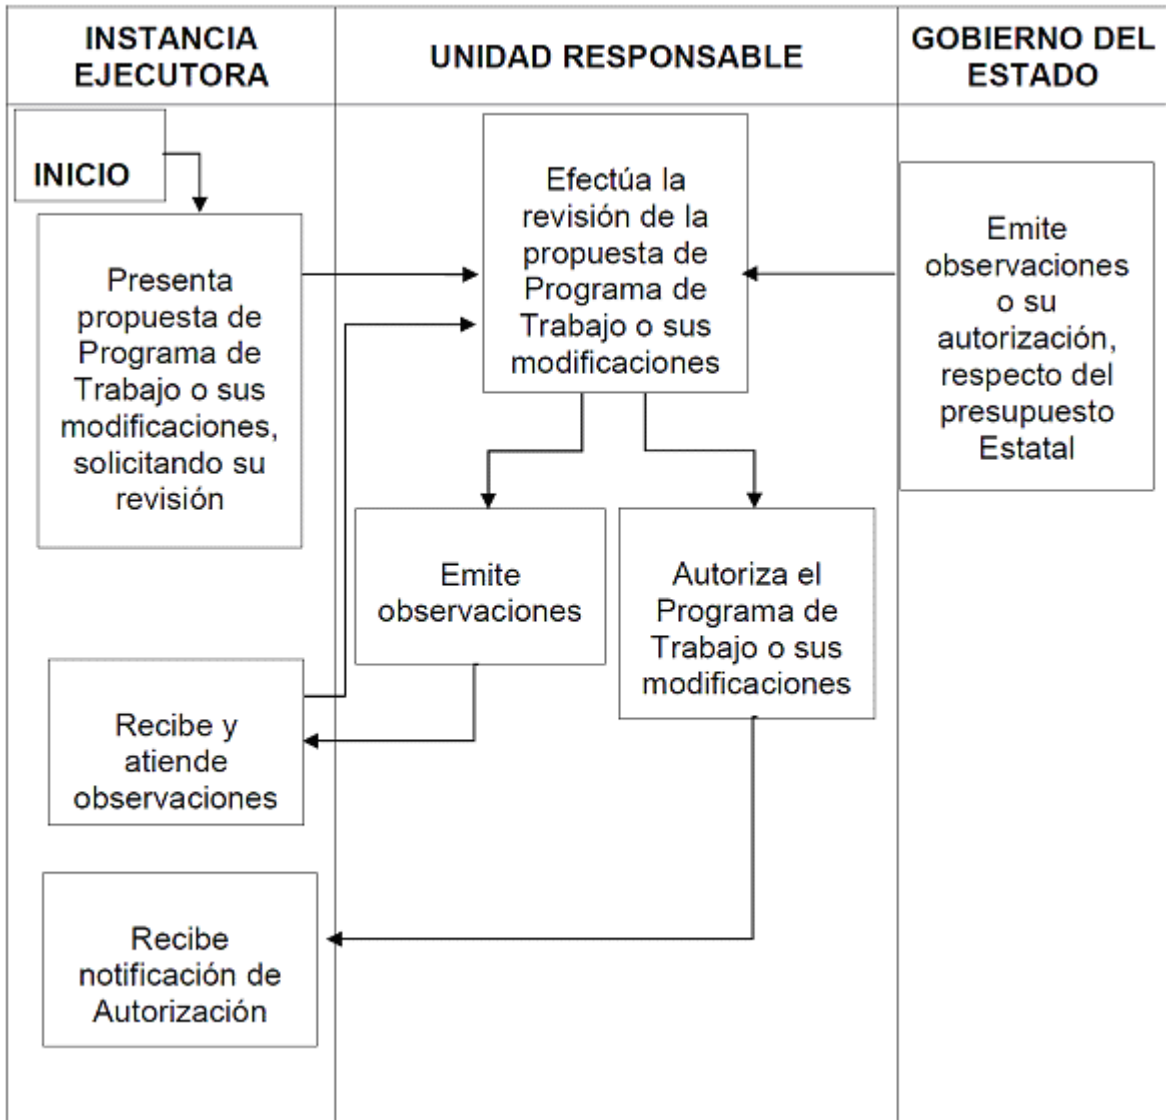 INSTANCIA
EJECUTORA
UNIDAD RESPONSABLE
GOBIERNO DEL
ESTADO
INICIO
Presenta
propuesta de
Programa de
Trabajo o sus
modificaciones,
solicitando su
revisión
Efectúa la
revisión de la
propuesta de
Programa de
Trabajo o sus
modificaciones
Emite
observaciones
o su
autorización,
respecto del
presupuesto
Estatal
Emite
observaciones
Autoriza el
Programa de
Trabajo o sus
modificaciones
Recibe y
atiende
observaciones
Recibe
notificación de
Autorización